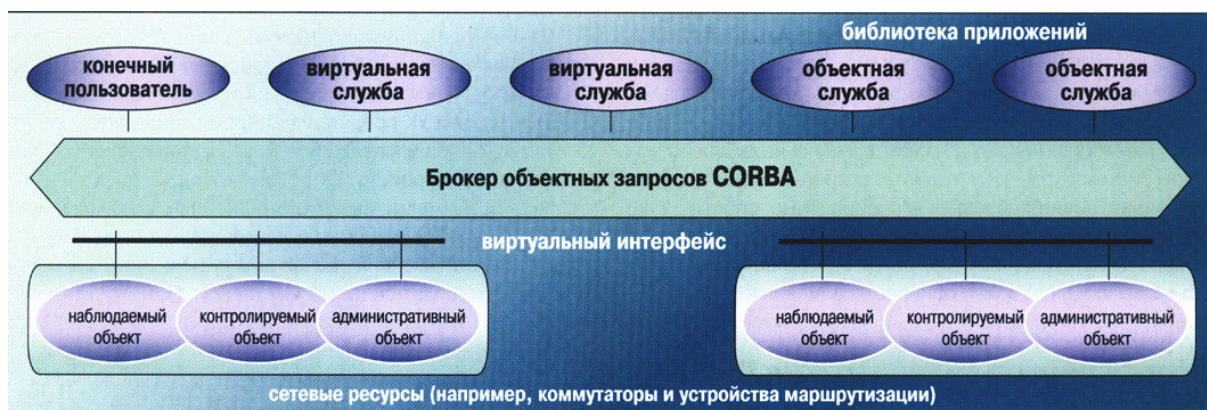 библиотека приложений
конечный
пользователь
виртуальная
служба
виртуальная
служба
объектная
служба
объектная
служба
Брокер объектных запросов CORBA
виртуальный интерфейс
наблюдаемый
объект
контролируемый
объект
административный
объект
наблюдаемый
объект
контролируемый
объект
административный
объект
сетевые ресурсы (например, коммутаторы и устройства маршрутизации)